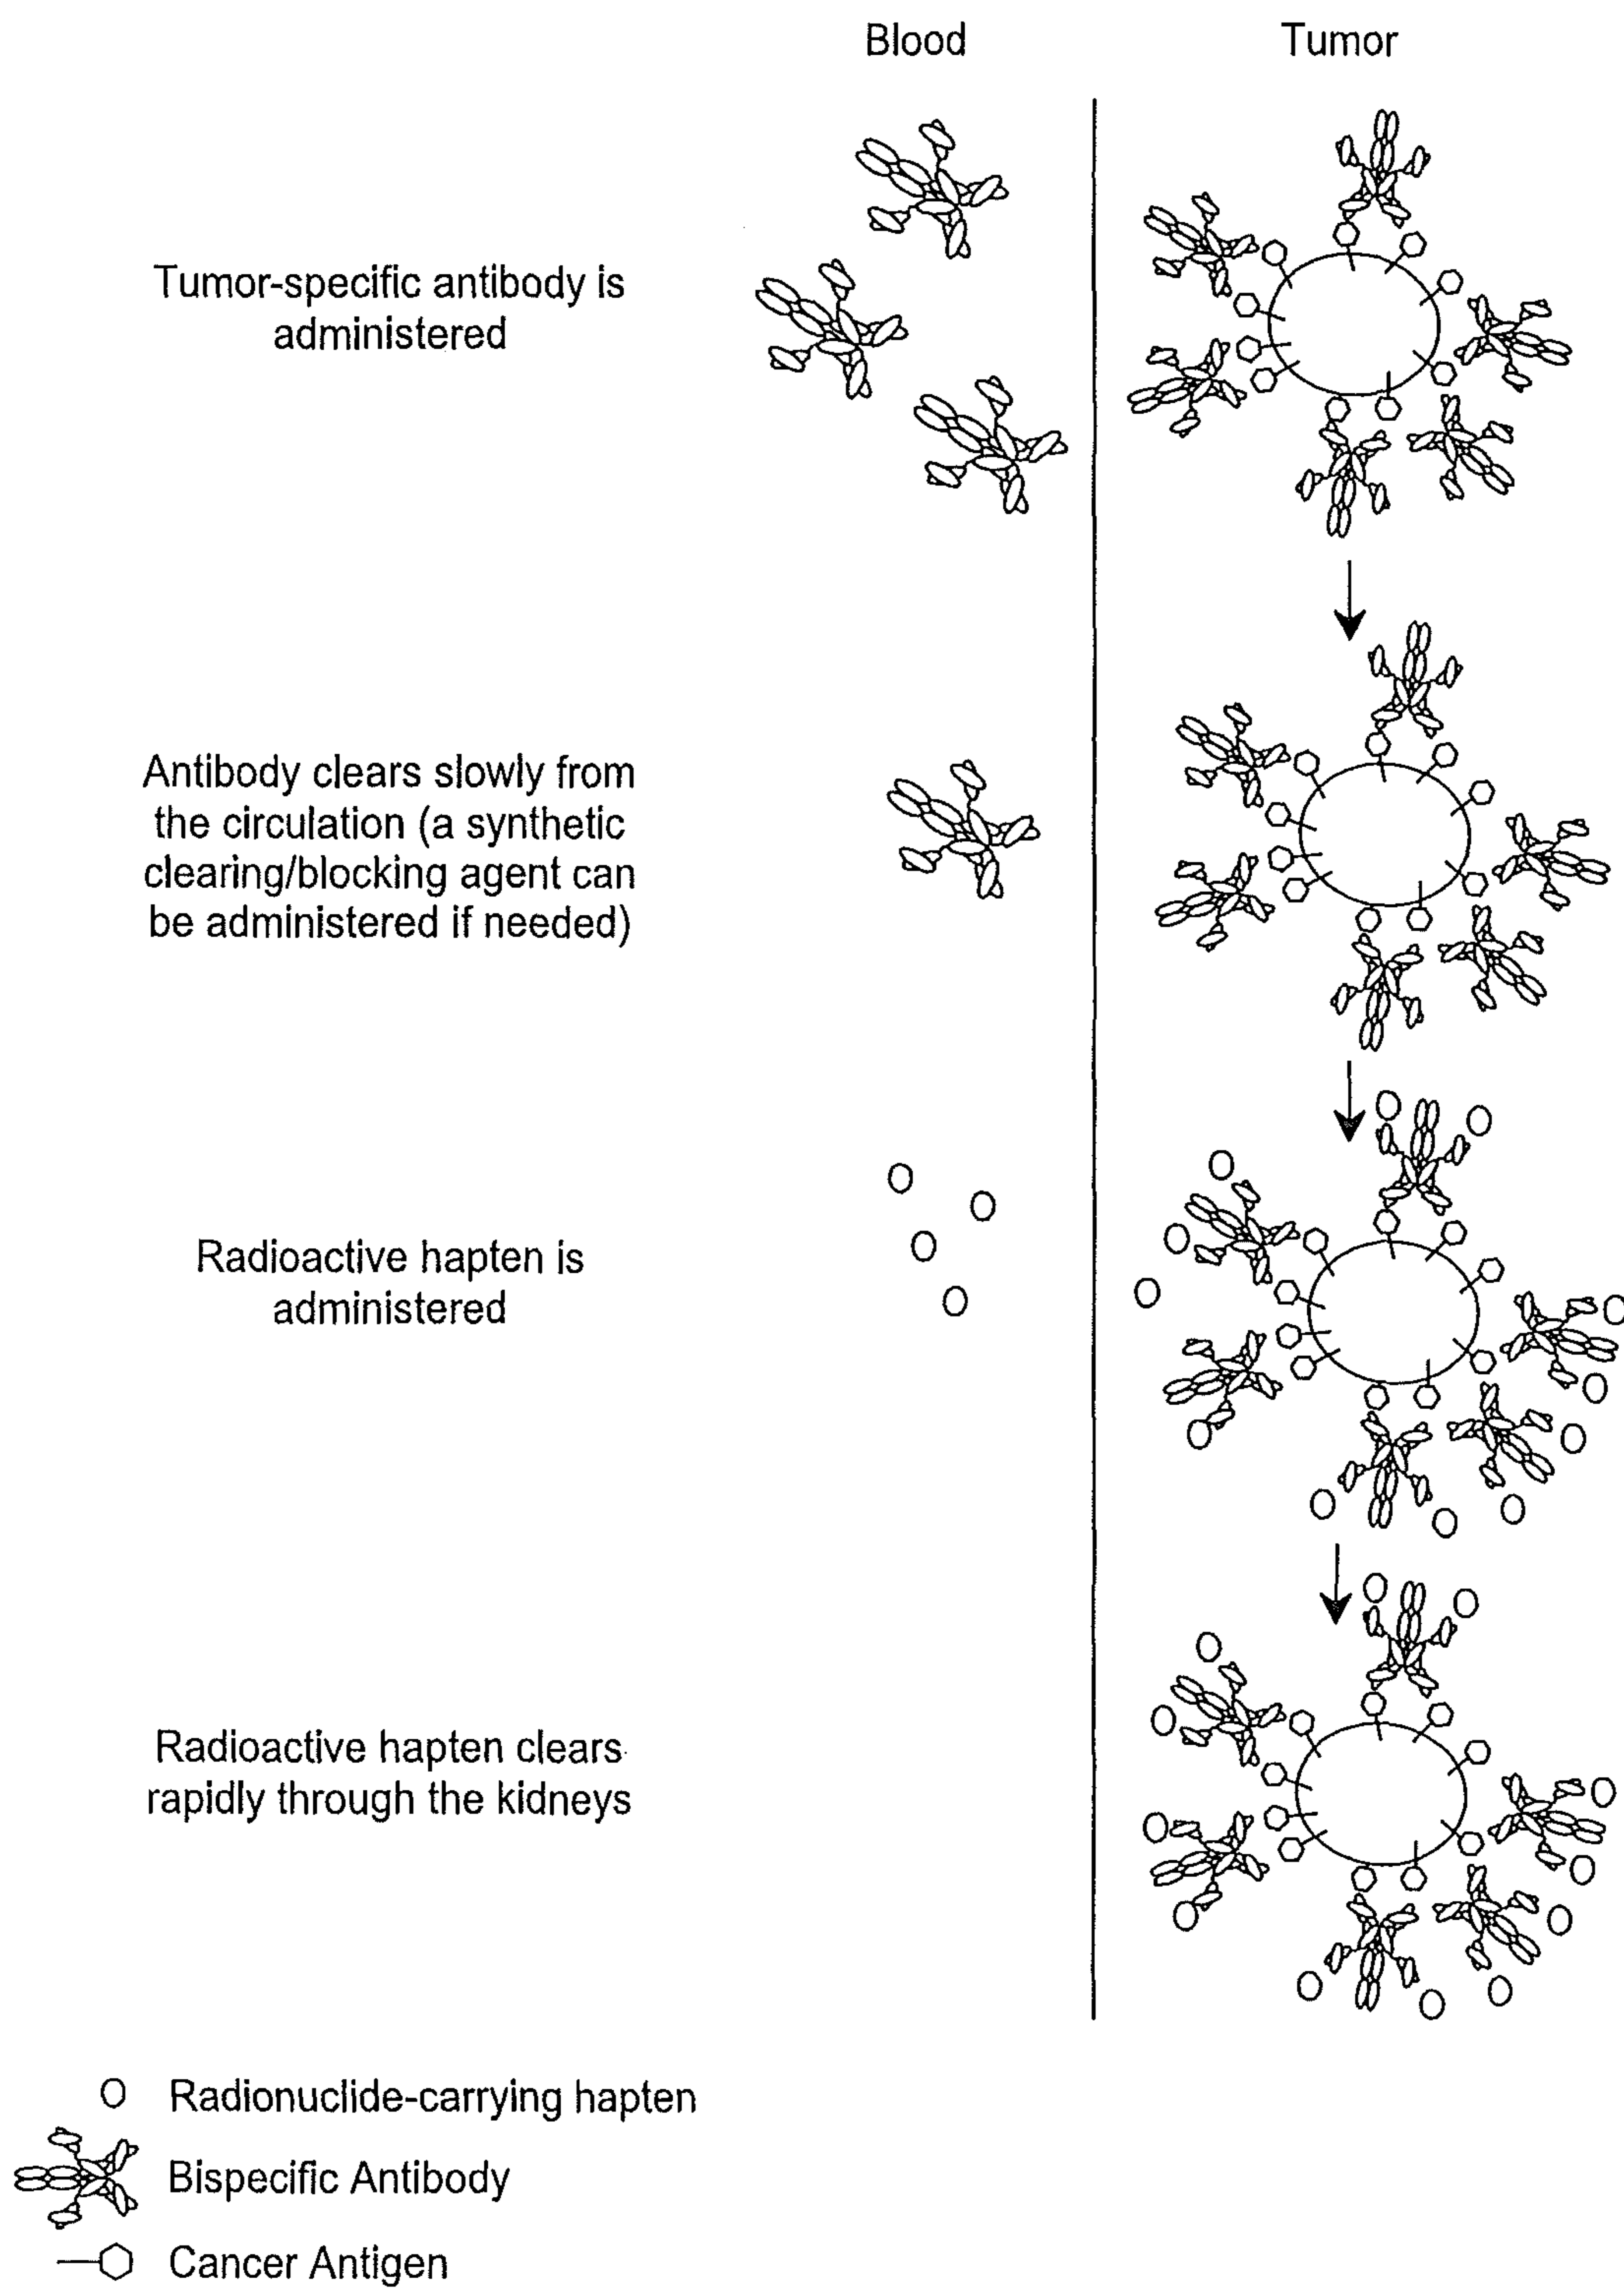 Blood
Tumor
Tumor-specific antibody is
administered
Antibody clears slowly from
the circulation (a synthetic
clearing/blocking agent can
be administered if needed)
Radioactive hapten is
administered
Radioactive hapten clears
rapidly through the kidneys
Radionuclide-carrying hapten
Bispecific Antibody
Cancer Antigen